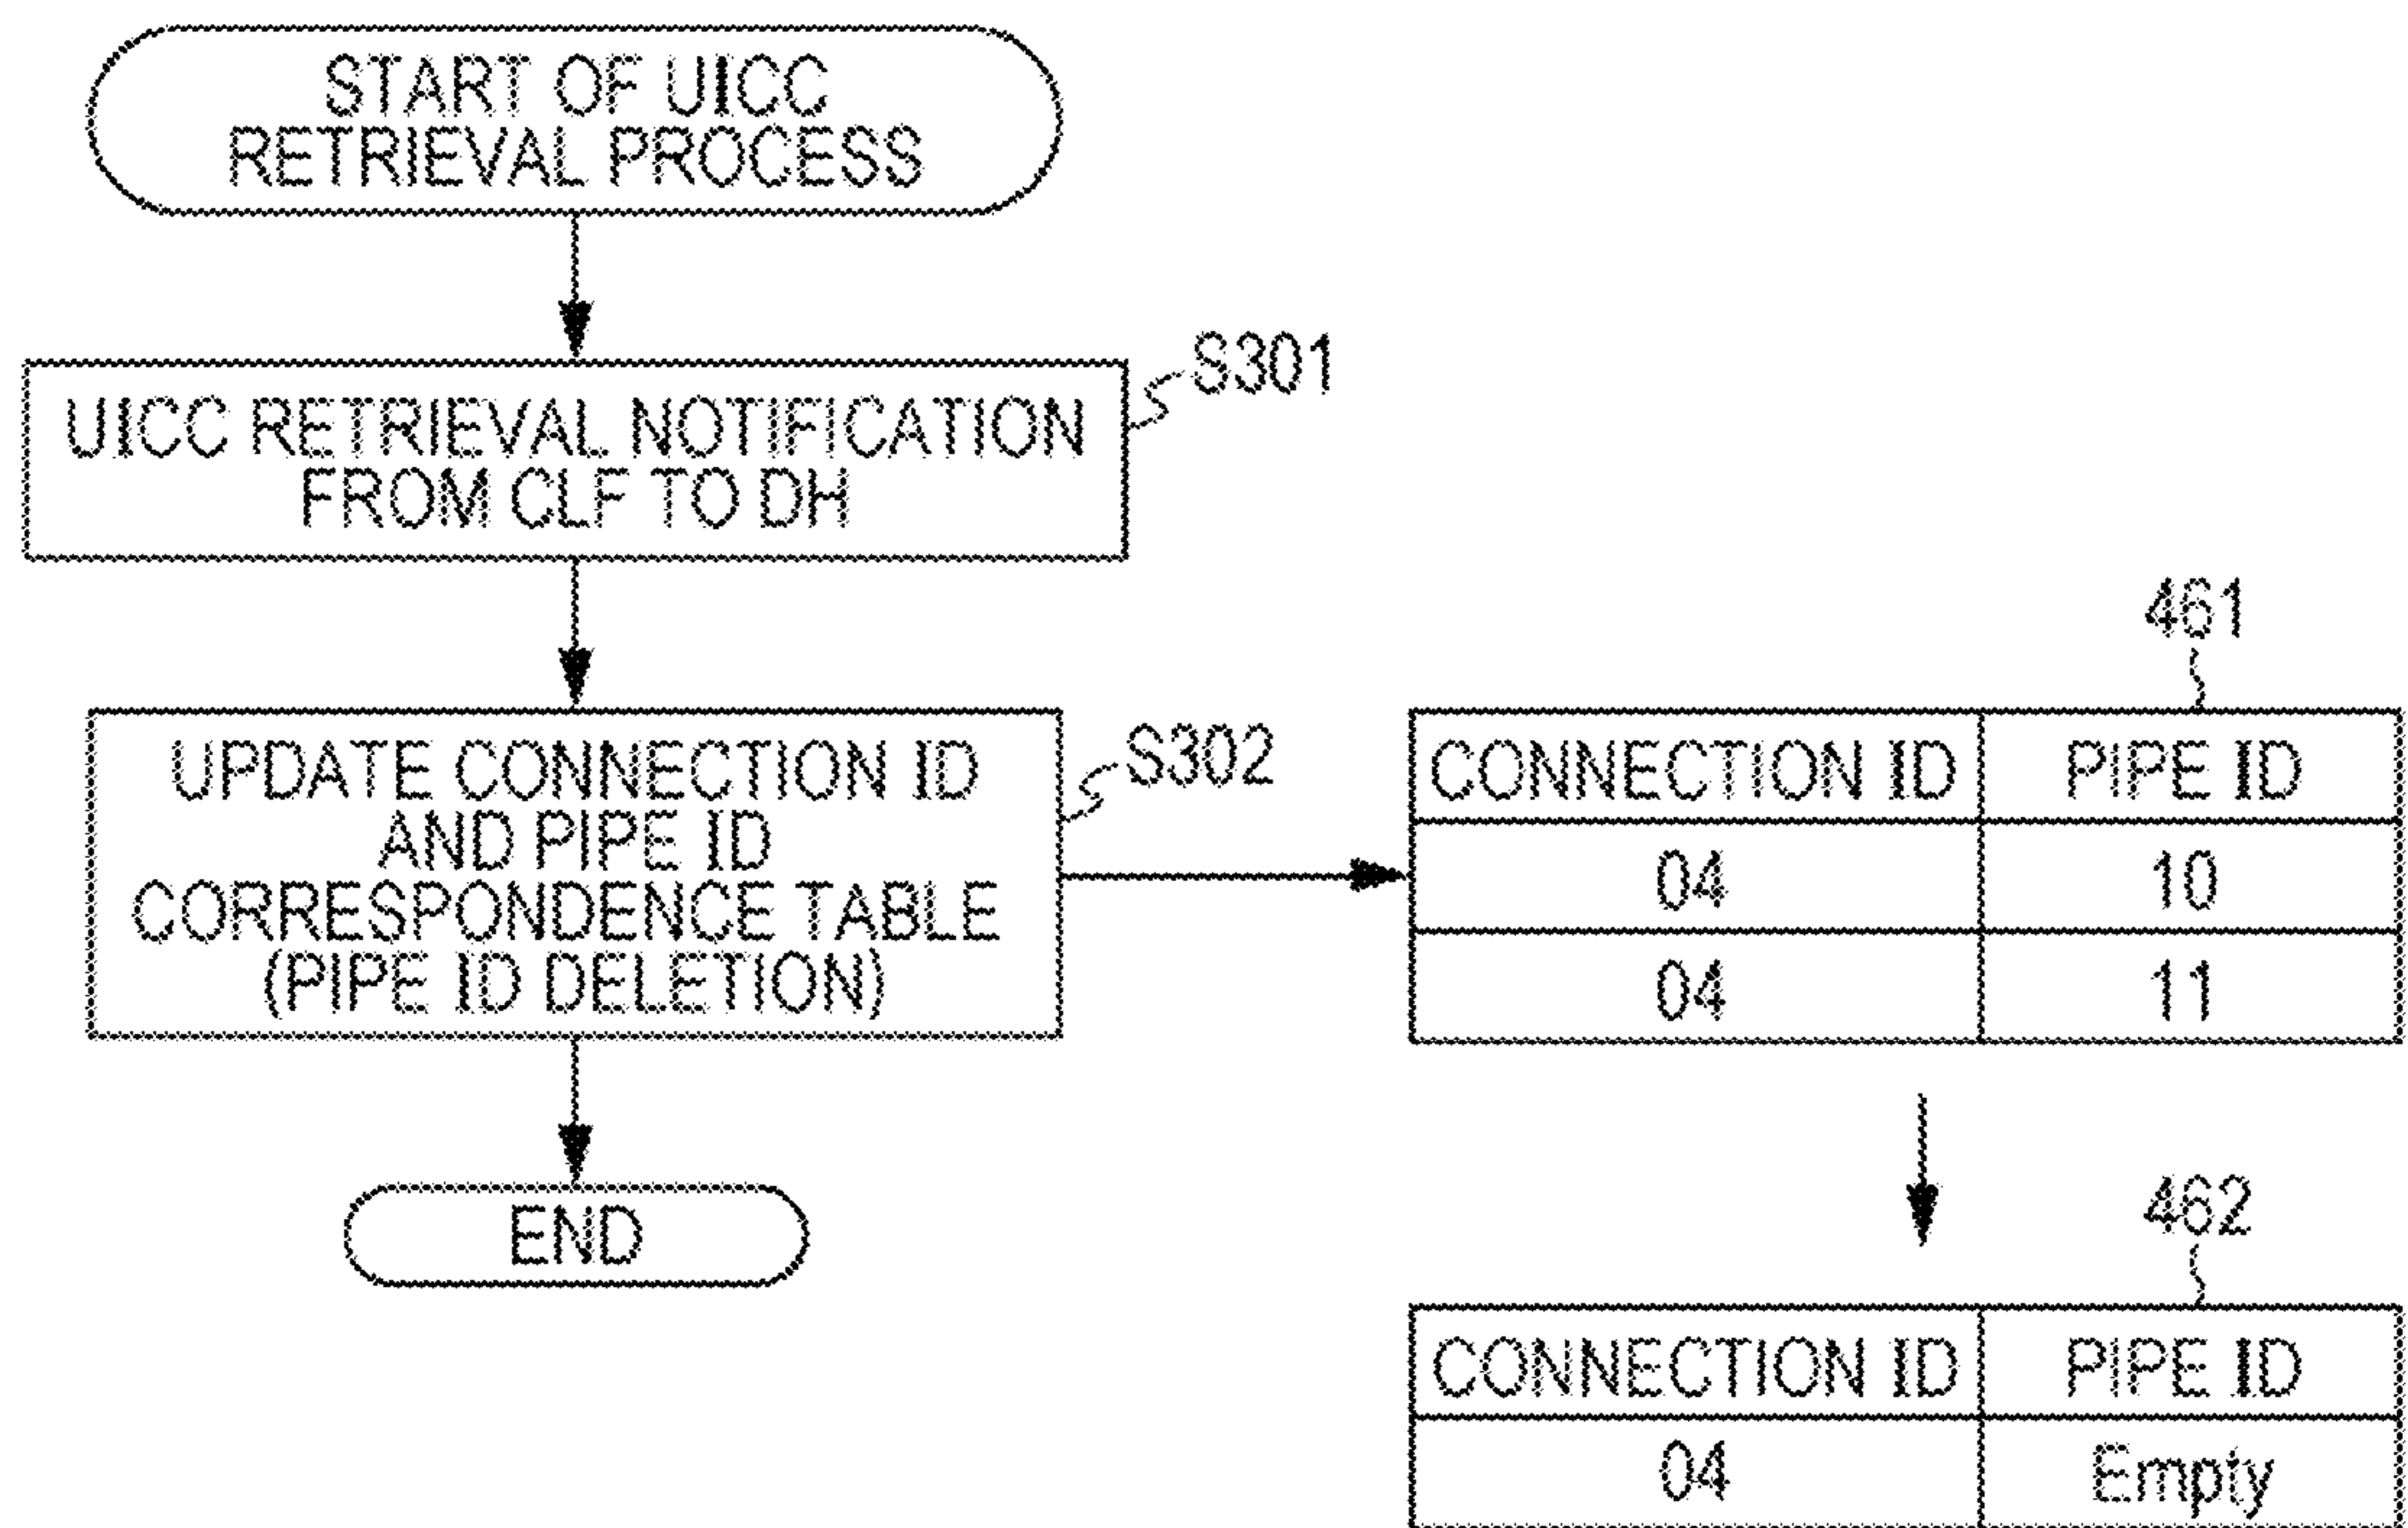 START OF UICC
RETRIEVAL PROCESS
S301
UICC RETRIEVAL NOTIFICATION
FROM CLF TO DH
S302
UPDATE CONNECTION ID
AND PIPE ID
CORRESPONDENCE TABLE
(PIPE ID DELETION)
END
461
CONNECTION ID PIPE ID
04 10
04 11
462
CONNECTION ID PIPE ID
04 Empty